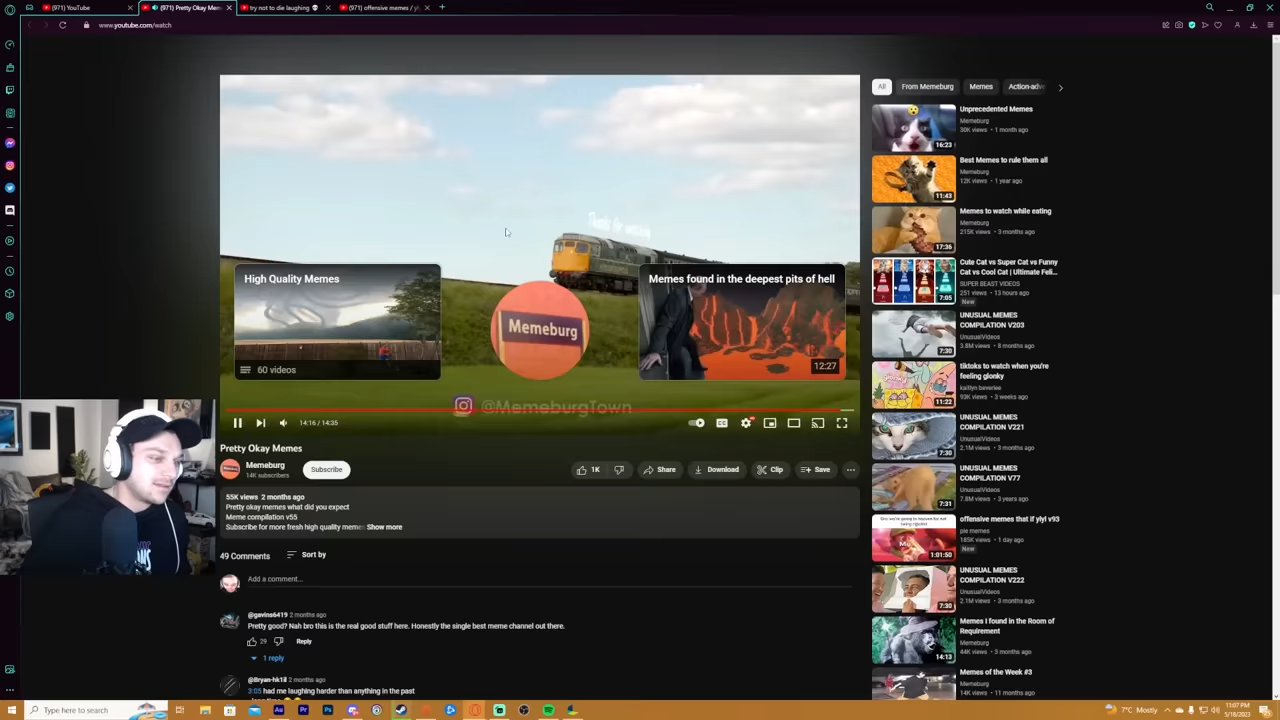 (971) YouTube
(971) Pretty Okay Mem
try not to die laughing
(971) offensive memes / yl
www.youtube.com/watch
High Quality Memes
60 videos
Memeburg
Memes found in the deepest pits of hell
12:27
@MemeburgTown
14:16 / 14:35
CC
Pretty Okay Memes
Memeburg
14K subscribers
Subscribe
1K
Share
Download
Clip
Save
55K views 2 months ago
Pretty okay memes what did you expect
Meme compilation v55
Subscribe for more fresh high quality meme
Show more
49 Comments
Sort by
Add a comment...
@gavins6419 2 months ago
Pretty good? Nah bro this is the real good stuff here. Honestly the single best meme channel out there.
29
Reply
1 reply
@Bryan-hk1il 2 months ago
3:05 had me laughing harder than anything in the past
All
From Memeburg
Memes
Action-adve
16:23
Unprecedented Memes
Memeburg
30K views • 1 month ago
11:43
Best Memes to rule them all
Memeburg
12K views • 1 year ago
17:36
Memes to watch while eating
Memeburg
215K views • 3 months ago
7:05
Cute Cat vs Super Cat vs Funny
Cat vs Cool Cat | Ultimate Feli...
SUPER BEAST VIDEOS
251 views • 13 hours ago
New
7:30
UNUSUAL MEMES
COMPILATION V203
UnusualVideos
3.8M views • 8 months ago
11:22
tiktoks to watch when you're
feeling glonky
kaitlyn beverlee
93K views • 3 weeks ago
7:30
UNUSUAL MEMES
COMPILATION V221
UnusualVideos
2.1M views • 3 months ago
7:31
UNUSUAL MEMES
COMPILATION V77
UnusualVideos
7.8M views • 3 years ago
1:01:50
offensive memes that if ylyl v93
pie memes
185K views • 1 day ago
New
7:30
UNUSUAL MEMES
COMPILATION V222
UnusualVideos
2.1M views • 3 months ago
14:13
Memes I found in the Room of
Requirement
Memeburg
44K views • 3 months ago
Memes of the Week #3
Memeburg
14K views • 11 months ago
Type here to search
Au
Pr
Ps
7°C Mostly
11:07 PM
5/18/2023